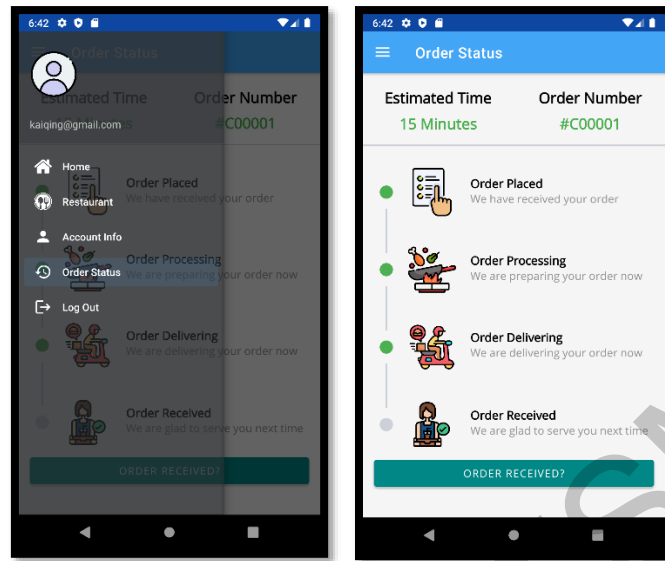 6:42
Order Status
Estimated Time
Order Number
15 Minutes
#C00001
kaiqing@gmail.com
Home
Restaurant
Account Info
Order Status
Log Out
Order Placed
We have received your order
Order Processing
We are preparing your order now
Order Delivering
We are delivering your order now
Order Received
We are glad to serve you next time
ORDER RECEIVED?
6:42
Order Status
Estimated Time
Order Number
15 Minutes
#C00001
Order Placed
We have received your order
Order Processing
We are preparing your order now
Order Delivering
We are delivering your order now
Order Received
We are glad to serve you next time
ORDER RECEIVED?